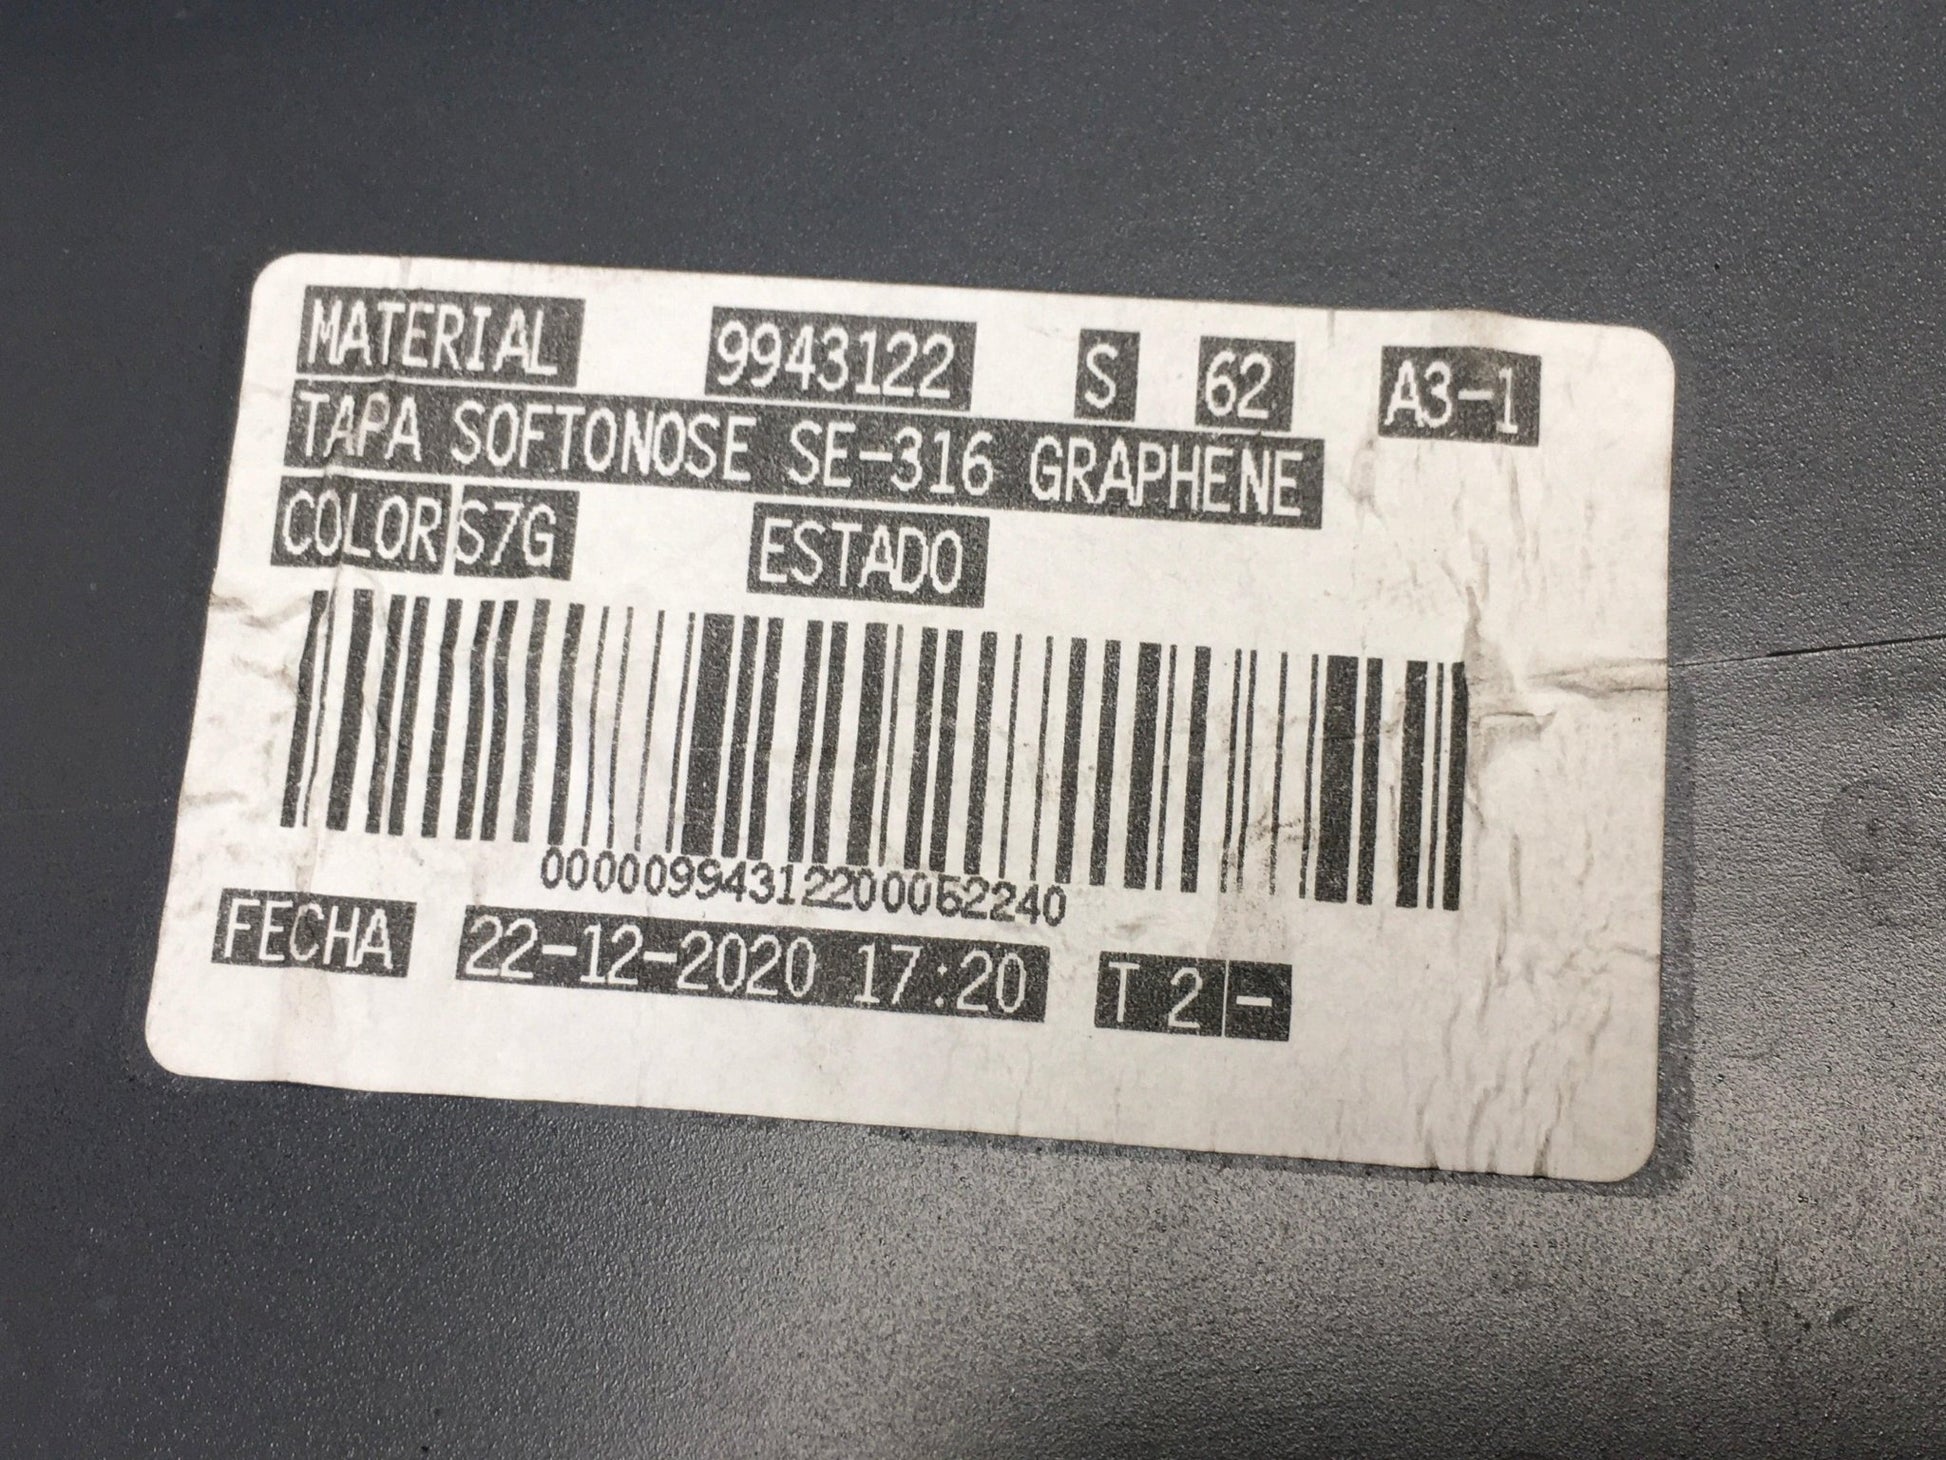 MATERIAL 9943122 S 62 A3-1
TAPA SOFTONOSE SE-316 GRAPHENE
COLOR S7G ESTADO
00000994312200062240
FECHA 22-12-2020 17:20 T 2 -